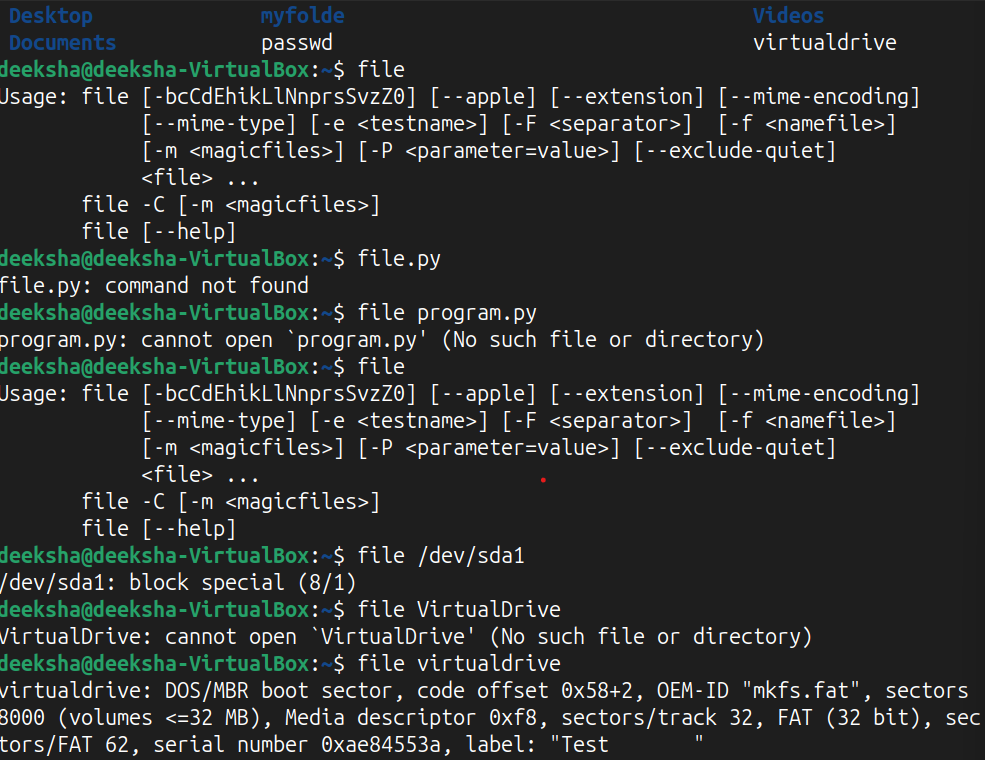 Desktop myfolde Videos
Documents passwd virtualdrive
deeksha@deeksha-VirtualBox:~$ file
Usage: file [-bcCdEhikLlNnprsSvzZ0] [--apple] [--extension] [--mime-encoding]
[--mime-type] [-e <testname>] [-F <separator>] [-f <namefile>]
[-m <magicfiles>] [-P <parameter=value>] [--exclude-quiet]
<file> ...
file -C [-m <magicfiles>]
file [--help]
deeksha@deeksha-VirtualBox:~$ file.py
file.py: command not found
deeksha@deeksha-VirtualBox:~$ file program.py
program.py: cannot open `program.py' (No such file or directory)
deeksha@deeksha-VirtualBox:~$ file
Usage: file [-bcCdEhikLlNnprsSvzZ0] [--apple] [--extension] [--mime-encoding]
[--mime-type] [-e <testname>] [-F <separator>] [-f <namefile>]
[-m <magicfiles>] [-P <parameter=value>] [--exclude-quiet]
<file> ...
file -C [-m <magicfiles>]
file [--help]
deeksha@deeksha-VirtualBox:~$ file /dev/sda1
/dev/sda1: block special (8/1)
deeksha@deeksha-VirtualBox:~$ file VirtualDrive
VirtualDrive: cannot open `VirtualDrive' (No such file or directory)
deeksha@deeksha-VirtualBox:~$ file virtualdrive
virtualdrive: DOS/MBR boot sector, code offset 0x58+2, OEM-ID "mkfs.fat", sectors
8000 (volumes <=32 MB), Media descriptor 0xf8, sectors/track 32, FAT (32 bit), sec
tors/FAT 62, serial number 0xae84553a, label: "Test       "